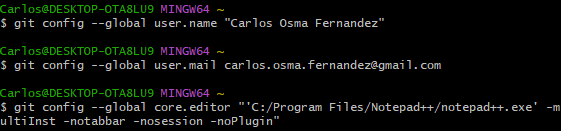 Carlos@DESKTOP-OTA8LU9 MINGW64 ~
$ git config --global user.name "Carlos Osma Fernandez"
Carlos@DESKTOP-OTA8LU9 MINGW64 ~
$ git config --global user.mail carlos.osma.fernandez@gmail.com
Carlos@DESKTOP-OTA8LU9 MINGW64 ~
$ git config --global core.editor "'C:/Program Files/Notepad++/notepad++.exe' -m
ultiInst -notabbar -nosession -noPlugin"